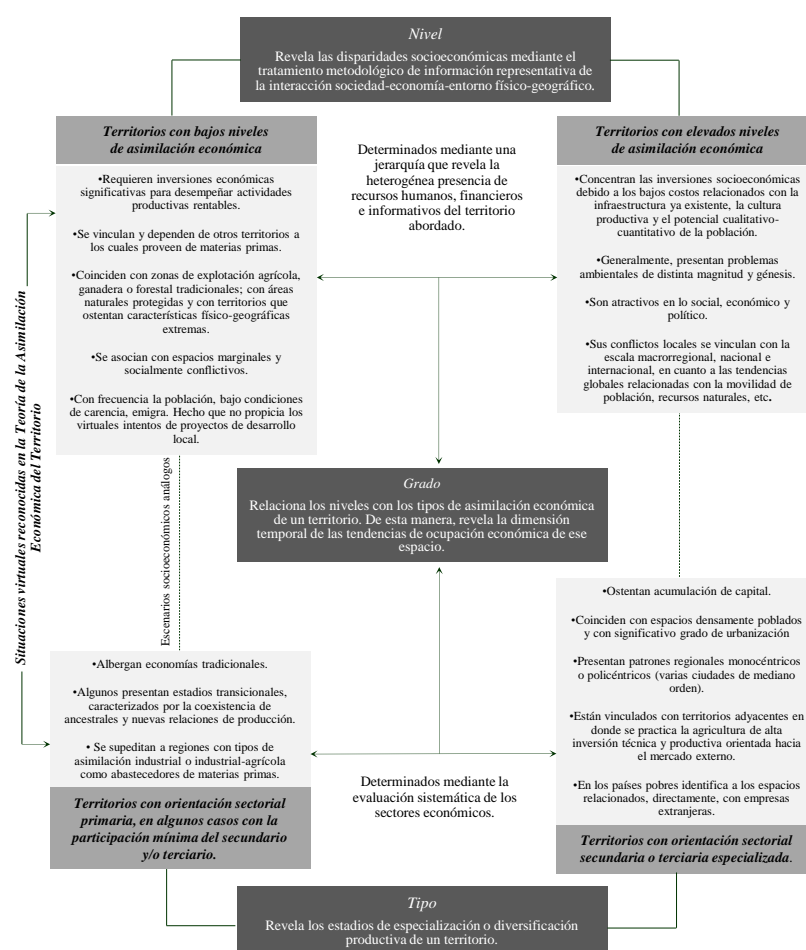 Nivel
Revela las disparidades socioeconómicas mediante el
tratamiento metodológico de información representativa de
la interacción sociedad-economía-entorno físico-geográfico.
Territorios con bajos niveles
de asimilación económica
•Requieren inversiones económicas
significativas para desempeñar actividades
productivas rentables.
•Se vinculan y dependen de otros territorios a
los cuales proveen de materias primas.
•Coinciden con zonas de explotación agrícola,
ganadera o forestal tradicionales; con áreas
naturales protegidas y con territorios que
ostentan características físico-geográficas
extremas.
•Se asocian con espacios marginales y
socialmente conflictivos.
•Con frecuencia la población, bajo condiciones
de carencia, emigra. Hecho que no propicia los
virtuales intentos de proyectos de desarrollo
local.
Determinados mediante una
jerarquía que revela la
heterogénea presencia de
recursos humanos, financieros
e informativos del territorio
abordado.
Territorios con elevados niveles
de asimilación económica
•Concentran las inversiones socioeconómicas
debido a los bajos costos relacionados con la
infraestructura ya existente, la cultura
productiva y el potencial cualitativo-
cuantitativo de la población.
•Generalmente, presentan problemas
ambientales de distinta magnitud y génesis.
•Son atractivos en lo social, económico y
político.
•Sus conflictos locales se vinculan con la
escala macrorregional, nacional e
internacional, en cuanto a las tendencias
globales relacionadas con la movilidad de
población, recursos naturales, etc.
Situaciones virtuales reconocidas en la Teoría de la Asimilación
Económica del Territorio
Escenarios socioeconómicos análogos
Grado
Relaciona los niveles con los tipos de asimilación económica
de un territorio. De esta manera, revela la dimensión
temporal de las tendencias de ocupación económica de ese
espacio.
•Albergan economías tradicionales.
•Algunos presentan estadios transicionales,
caracterizados por la coexistencia de
ancestrales y nuevas relaciones de producción.
• Se supeditan a regiones con tipos de
asimilación industrial o industrial-agrícola
como abastecedores de materias primas.
Territorios con orientación sectorial
primaria, en algunos casos con la
participación mínima del secundario
y/o terciario.
Determinados mediante la
evaluación sistemática de los
sectores económicos.
•Ostentan acumulación de capital.
•Coinciden con espacios densamente poblados
y con significativo grado de urbanización
•Presentan patrones regionales monocéntricos
o policéntricos (varias ciudades de mediano
orden).
•Están vinculados con territorios adyacentes en
donde se practica la agricultura de alta
inversión técnica y productiva orientada hacia
el mercado externo.
•En los países pobres identifica a los espacios
relacionados, directamente, con empresas
extranjeras.
Territorios con orientación sectorial
secundaria o terciaria especializada.
Tipo
Revela los estadios de especialización o diversificación
productiva de un territorio.